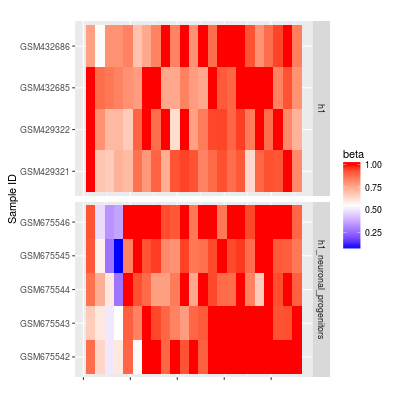 Sample ID
GSM432686
GSM432685
GSM429322
GSM429321
h1
GSM675546
GSM675545
GSM675544
GSM675543
GSM675542
h1_neuronal_progenitors
beta
1.00
0.75
0.50
0.25